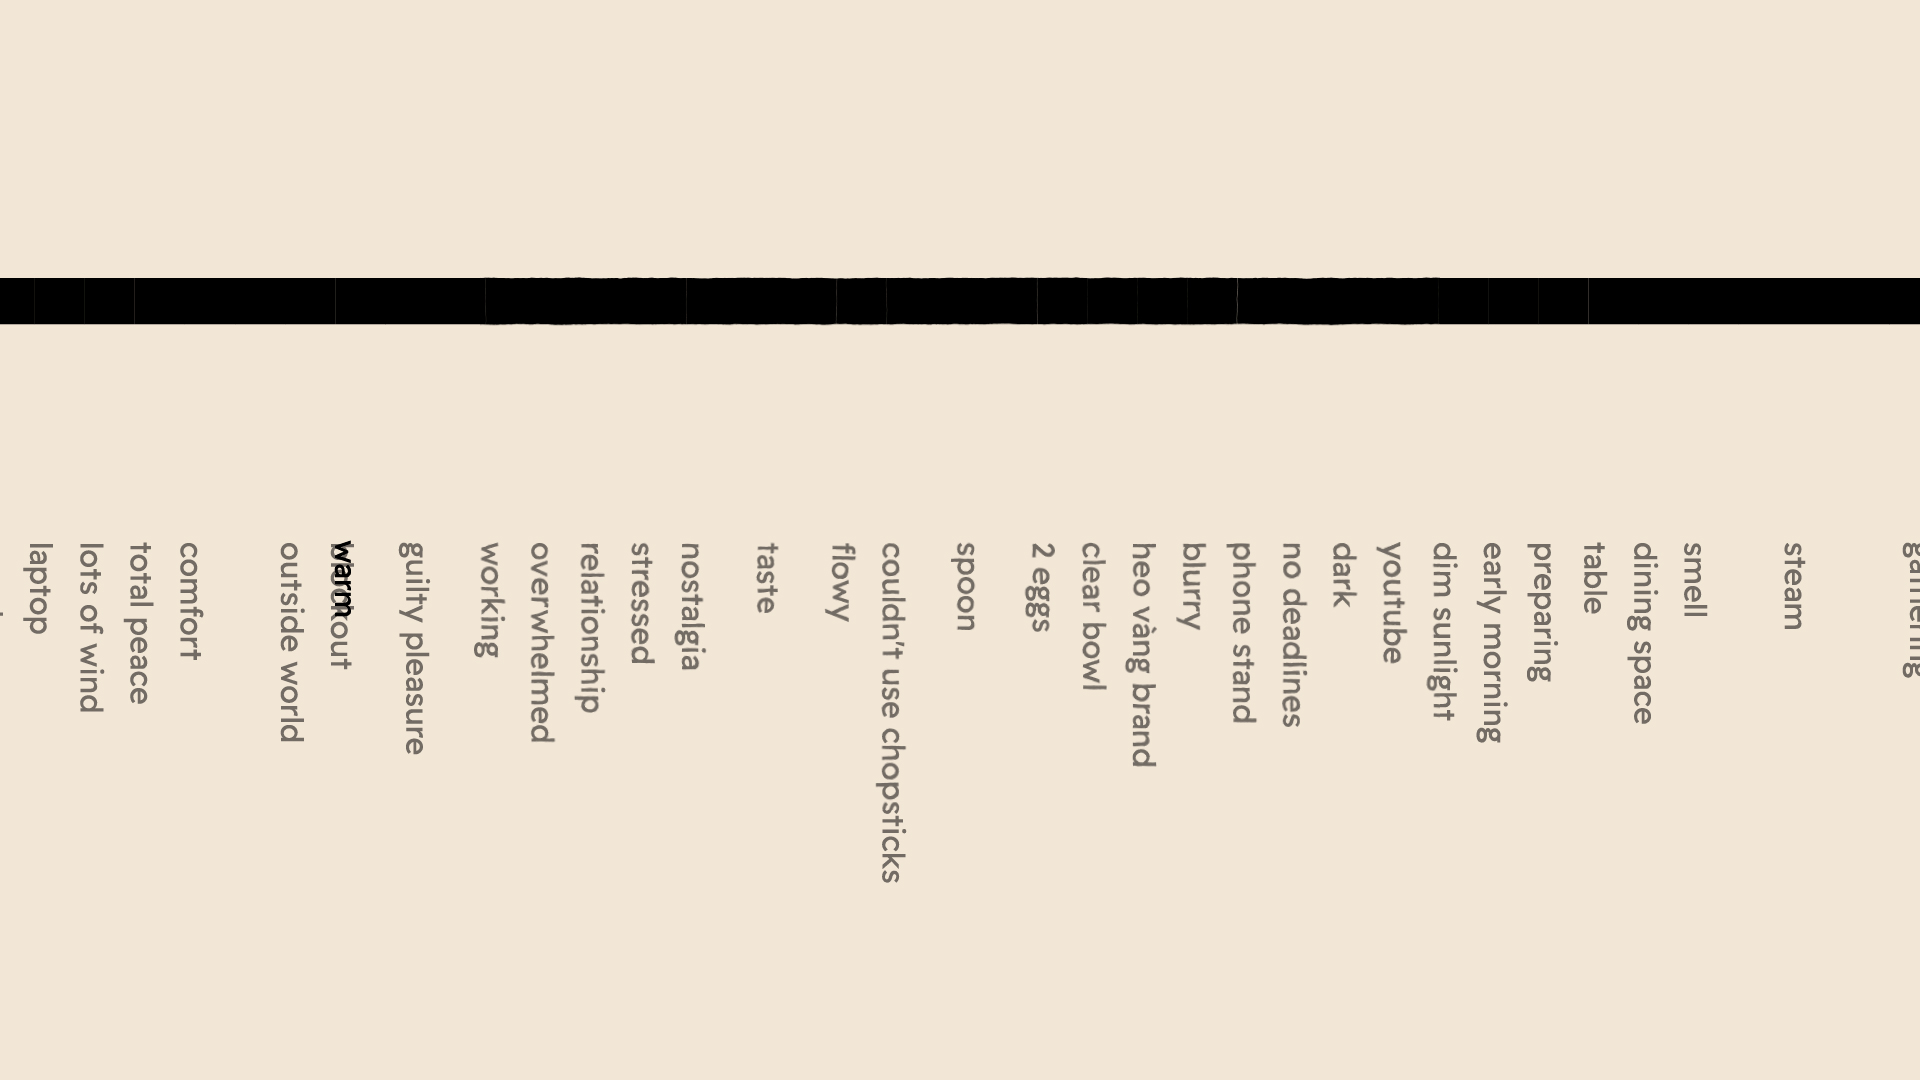 laptop
lots of wind
total peace
comfort
outside world
warm
guilty pleasure
working
overwhelmed
relationship
stressed
nostalgia
taste
flowy
couldn't use chopsticks
spoon
2 eggs
clear bowl
heo vàng brand
blurry
phone stand
no deadlines
dark
youtube
dim sunlight
early morning
preparing
table
dining space
smell
steam